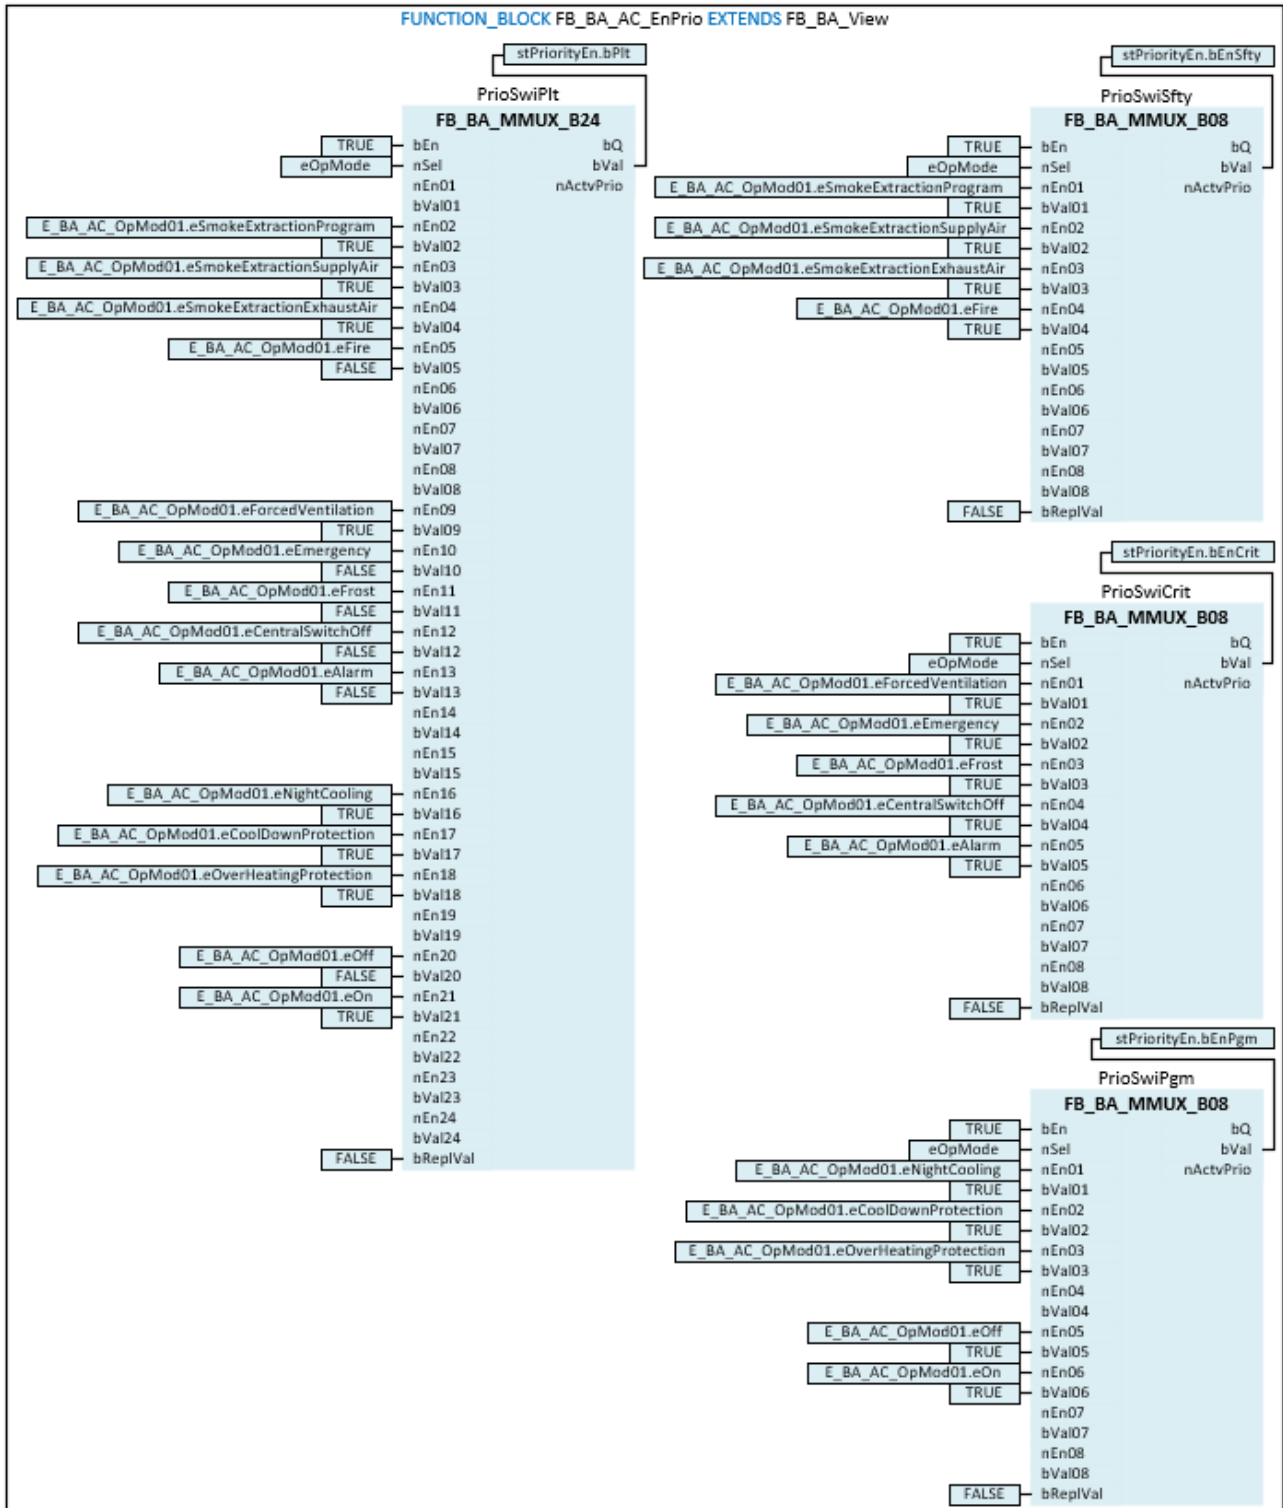 FUNCTION_BLOCK FB_BA_AC_EnPrio EXTENDS FB_BA_View
stPriorityEn.bPlt
PrioSwiPlt
FB_BA_MMUX_B24
TRUE bEn bQ
eOpMode nSel bVal
nEn01 nActvPrio
bVal01
E_BA_AC_OpMod01.eSmokeExtractionProgram nEn02
TRUE bVal02
E_BA_AC_OpMod01.eSmokeExtractionSupplyAir nEn03
TRUE bVal03
E_BA_AC_OpMod01.eSmokeExtractionExhaustAir nEn04
TRUE bVal04
E_BA_AC_OpMod01.eFire nEn05
FALSE bVal05
nEn06
bVal06
nEn07
bVal07
nEn08
bVal08
E_BA_AC_OpMod01.eForcedVentilation nEn09
TRUE bVal09
E_BA_AC_OpMod01.eEmergency nEn10
FALSE bVal10
E_BA_AC_OpMod01.eFrost nEn11
FALSE bVal11
E_BA_AC_OpMod01.eCentralSwitchOff nEn12
FALSE bVal12
E_BA_AC_OpMod01.eAlarm nEn13
FALSE bVal13
nEn14
bVal14
nEn15
bVal15
E_BA_AC_OpMod01.eNightCooling nEn16
TRUE bVal16
E_BA_AC_OpMod01.eCoolDownProtection nEn17
TRUE bVal17
E_BA_AC_OpMod01.eOverHeatingProtection nEn18
TRUE bVal18
nEn19
bVal19
E_BA_AC_OpMod01.eOff nEn20
FALSE bVal20
E_BA_AC_OpMod01.eOn nEn21
TRUE bVal21
nEn22
bVal22
nEn23
bVal23
nEn24
bVal24
FALSE bReplVal
stPriorityEn.bEnSfty
PrioSwiSfty
FB_BA_MMUX_B08
TRUE bEn bQ
eOpMode nSel bVal
E_BA_AC_OpMod01.eSmokeExtractionProgram nEn01 nActvPrio
TRUE bVal01
E_BA_AC_OpMod01.eSmokeExtractionSupplyAir nEn02
TRUE bVal02
E_BA_AC_OpMod01.eSmokeExtractionExhaustAir nEn03
TRUE bVal03
E_BA_AC_OpMod01.eFire nEn04
TRUE bVal04
nEn05
bVal05
nEn06
bVal06
nEn07
bVal07
nEn08
bVal08
FALSE bReplVal
stPriorityEn.bEnCrit
PrioSwiCrit
FB_BA_MMUX_B08
TRUE bEn bQ
eOpMode nSel bVal
E_BA_AC_OpMod01.eForcedVentilation nEn01 nActvPrio
TRUE bVal01
E_BA_AC_OpMod01.eEmergency nEn02
TRUE bVal02
E_BA_AC_OpMod01.eFrost nEn03
TRUE bVal03
E_BA_AC_OpMod01.eCentralSwitchOff nEn04
TRUE bVal04
E_BA_AC_OpMod01.eAlarm nEn05
TRUE bVal05
nEn06
bVal06
nEn07
bVal07
nEn08
bVal08
FALSE bReplVal
stPriorityEn.bEnPgm
PrioSwiPgm
FB_BA_MMUX_B08
TRUE bEn bQ
eOpMode nSel bVal
E_BA_AC_OpMod01.eNightCooling nEn01 nActvPrio
TRUE bVal01
E_BA_AC_OpMod01.eCoolDownProtection nEn02
TRUE bVal02
E_BA_AC_OpMod01.eOverHeatingProtection nEn03
TRUE bVal03
nEn04
bVal04
E_BA_AC_OpMod01.eOff nEn05
TRUE bVal05
E_BA_AC_OpMod01.eOn nEn06
TRUE bVal06
nEn07
bVal07
nEn08
bVal08
FALSE bReplVal